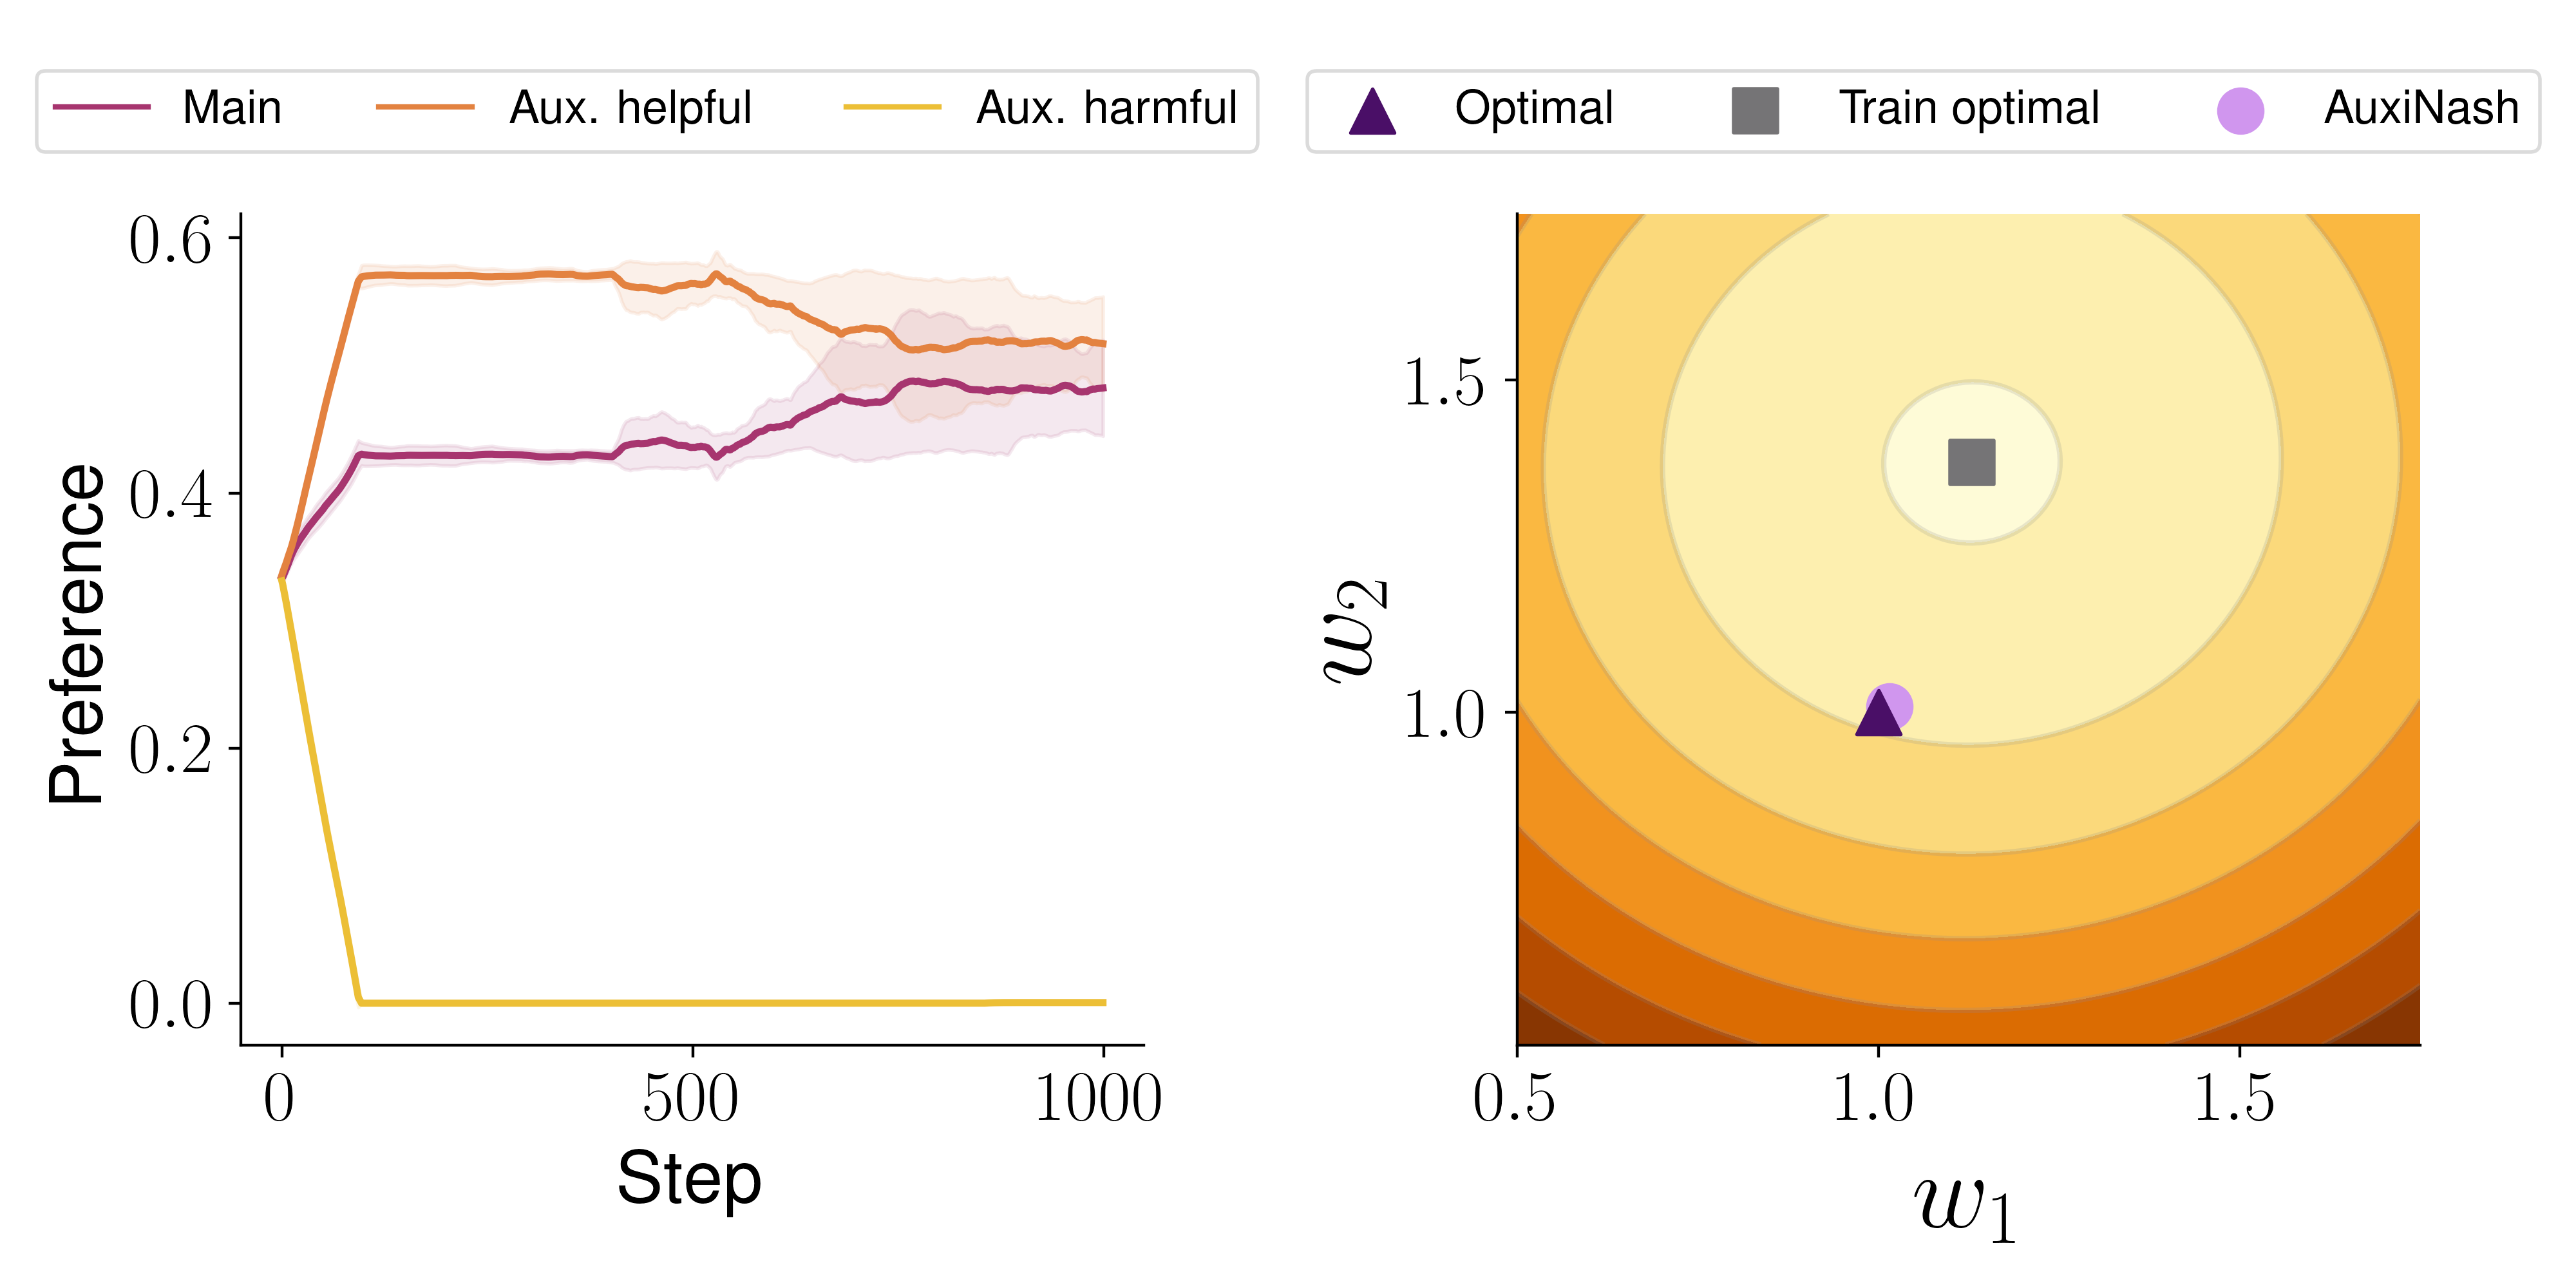 Main Aux. helpful Aux. harmful
Optimal Train optimal AuxiNash
Preference
0.6
0.4
0.2
0.0
0 500 1000
Step
w₂
1.5
1.0
0.5 1.0 1.5
w₁